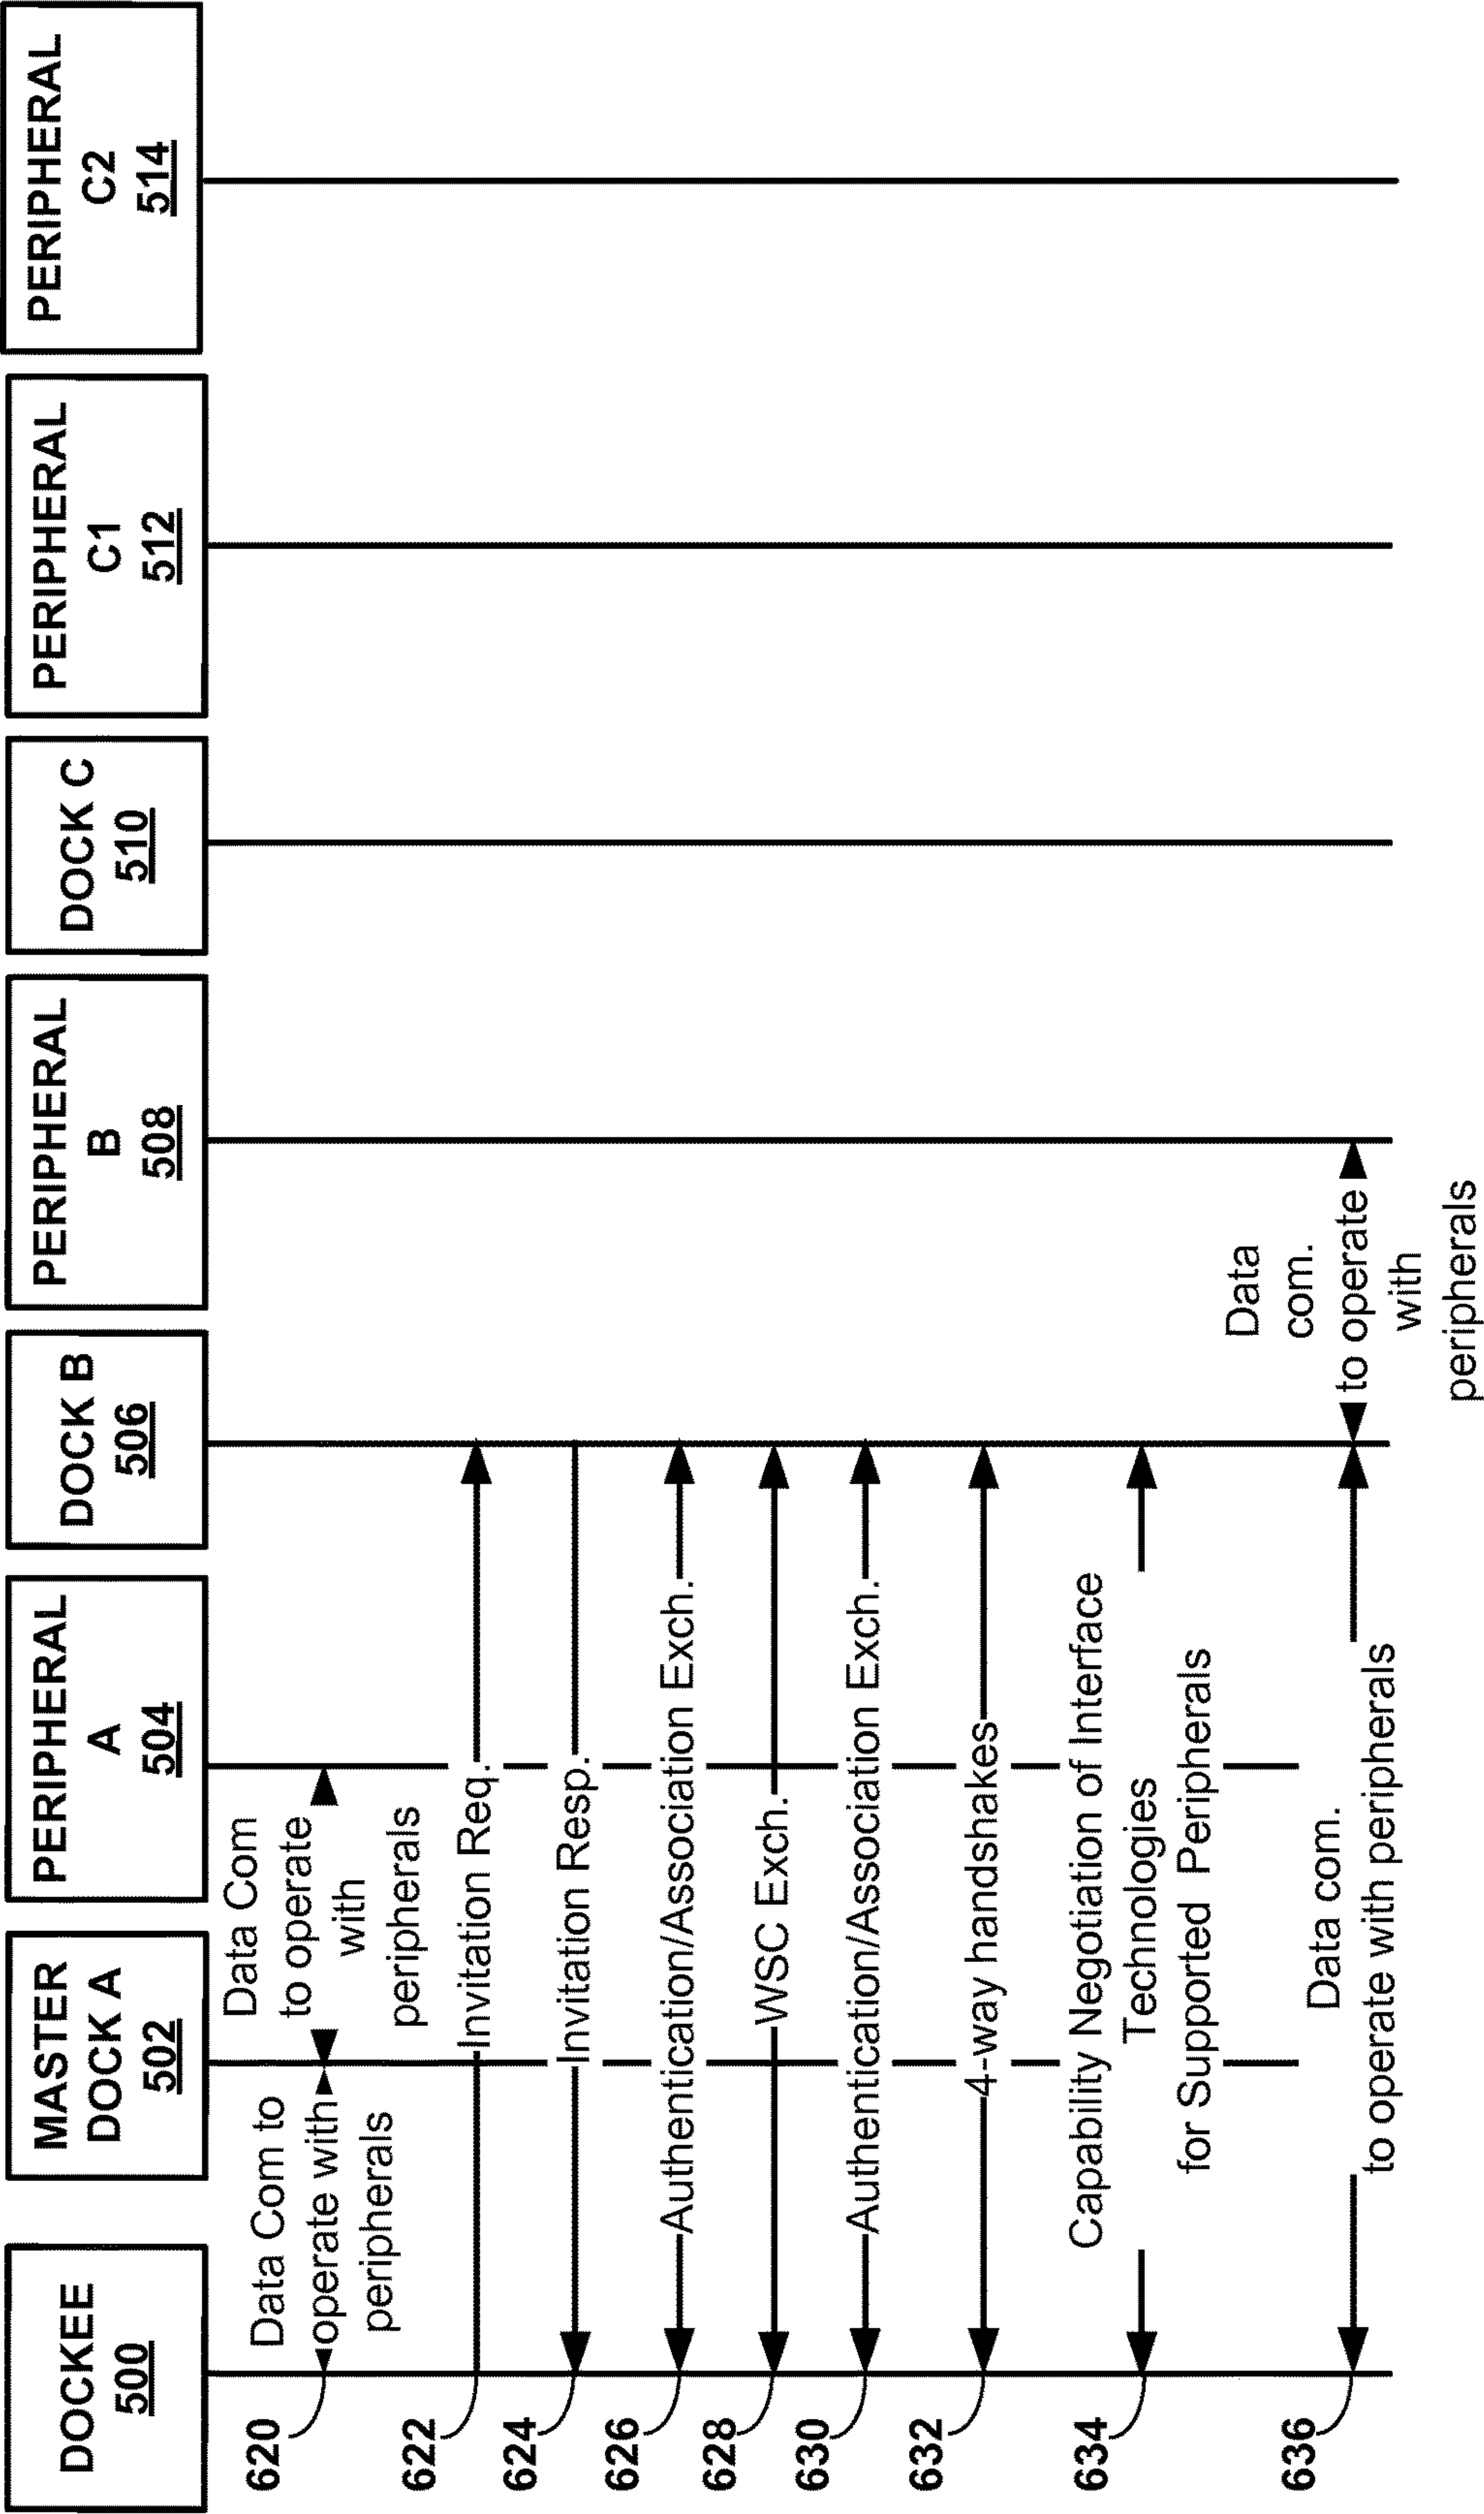 DOCKEE
500
MASTER
DOCK A
502
PERIPHERAL
A
504
DOCK B
506
PERIPHERAL
B
508
DOCK C
510
PERIPHERAL
C1
512
PERIPHERAL
C2
514
620
Data Com to
operate with
peripherals
Data Com
to operate
with
peripherals
622
Invitation Req.
624
Invitation Resp.
626
Authentication/Association Exch.
628
WSC Exch.
630
Authentication/Association Exch.
632
4-way handshakes
634
Capability Negotiation of Interface
Technologies
for Supported Peripherals
636
Data com.
to operate with peripherals
Data
com.
to operate
with
peripherals